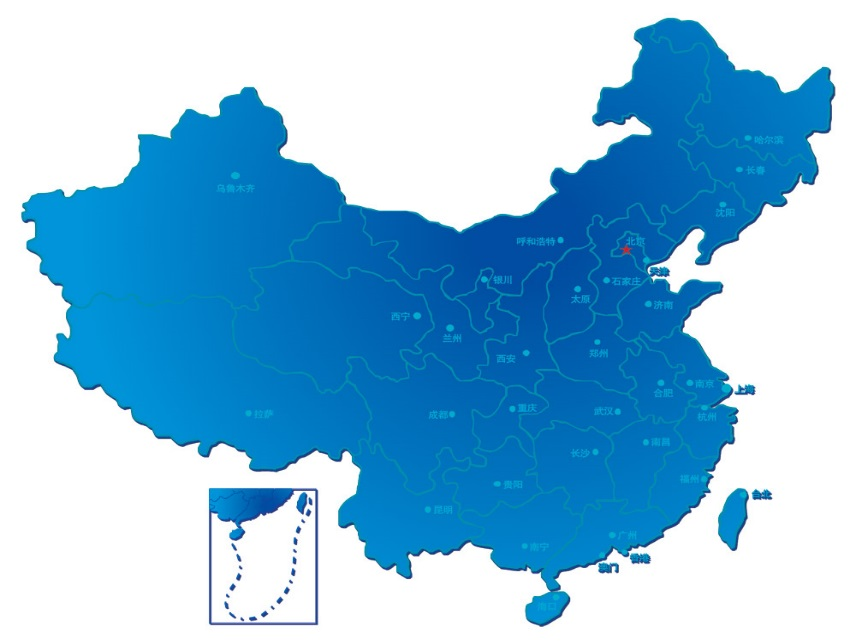 哈尔滨
长春
沈阳
乌鲁木齐
呼和浩特
北京
天津
银川
石家庄
太原
济南
西宁
兰州
西安
郑州
南京
上海
合肥
拉萨
成都
重庆
武汉
杭州
长沙
南昌
贵阳
福州
台北
昆明
广州
南宁
香港
澳门
海口